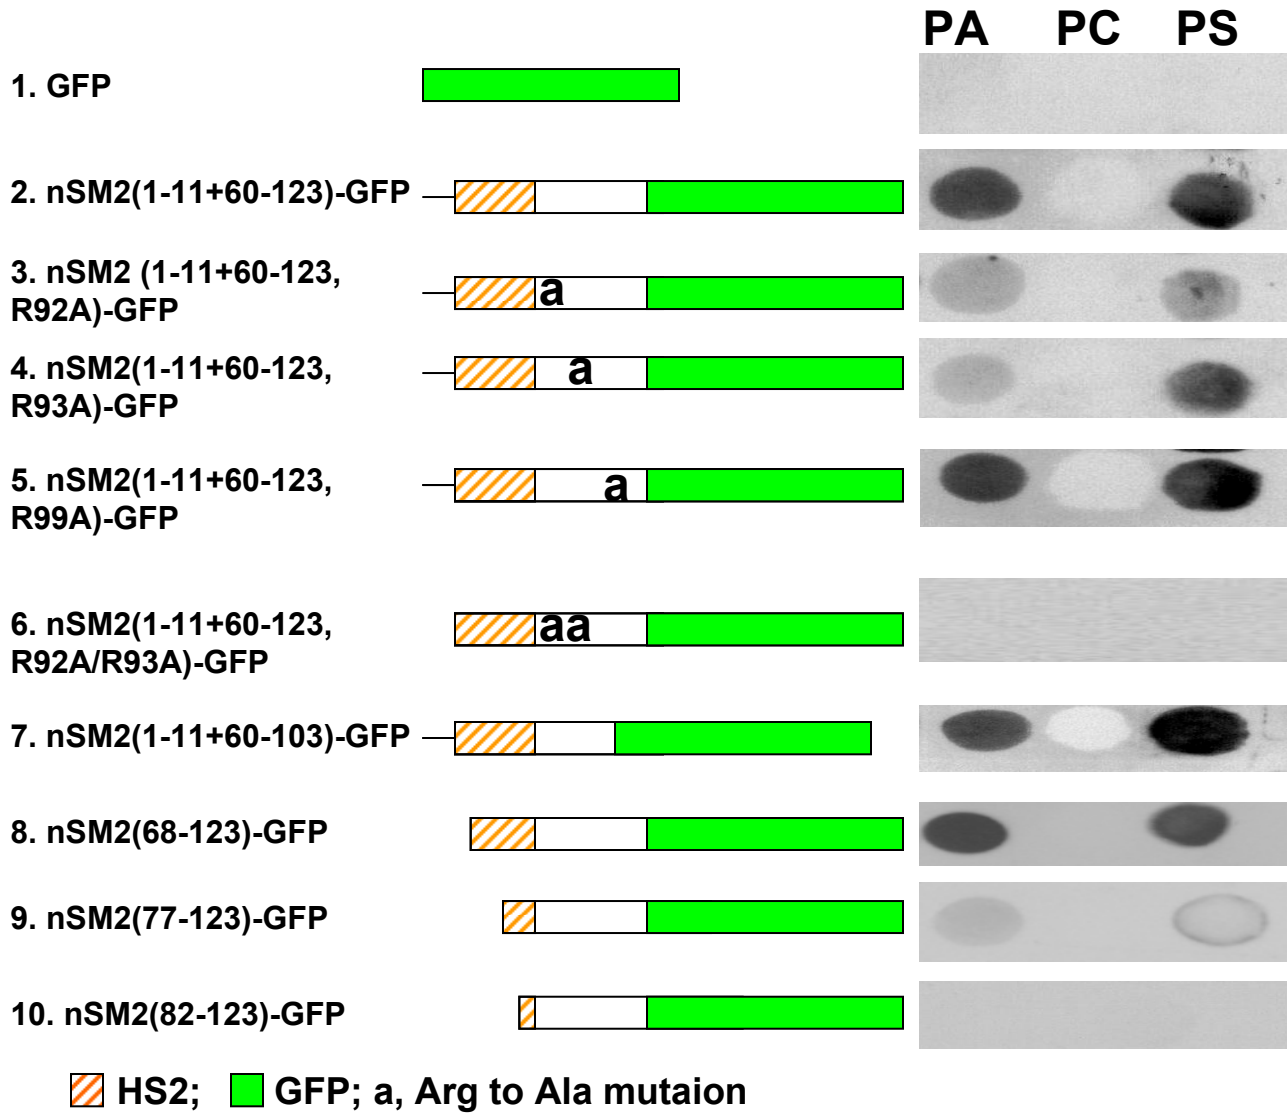 PA PC PS
1. GFP
2. nSM2(1-11+60-123)-GFP
3. nSM2 (1-11+60-123,
R92A)-GFP
a
4. nSM2(1-11+60-123,
R93A)-GFP
a
5. nSM2(1-11+60-123,
R99A)-GFP
a
6. nSM2(1-11+60-123,
R92A/R93A)-GFP
aa
7. nSM2(1-11+60-103)-GFP
8. nSM2(68-123)-GFP
9. nSM2(77-123)-GFP
10. nSM2(82-123)-GFP
HS2; GFP; a, Arg to Ala mutaion